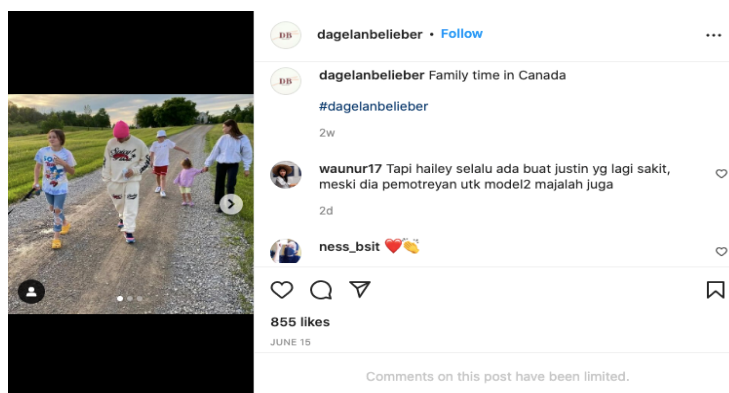 DB
dagelanbelieber • Follow
DB
dagelanbelieber Family time in Canada
#dagelanbelieber
2w
waunur17 Tapi hailey selalu ada buat justin yg lagi sakit,
meski dia pemotreyan utk model2 majalah juga
2d
ness_bsit ❤️👏
855 likes
JUNE 15
Comments on this post have been limited.